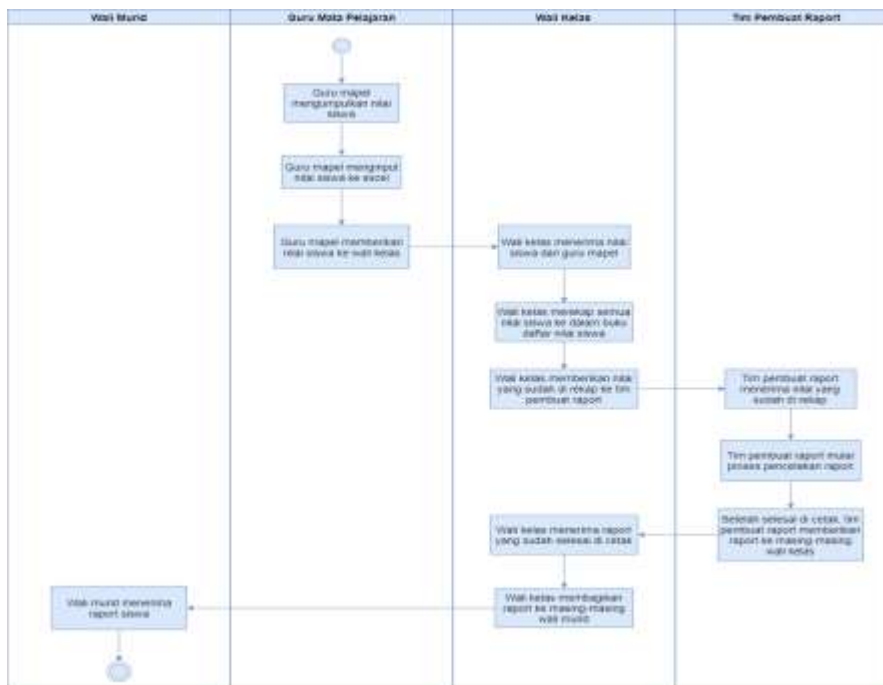 Wali Murid
Guru Mata Pelajaran
Wali Kelas
Tim Pembuat Raport
Guru mapel
mengumpulkan nilai
siswa
Guru mapel menginput
nilai siswa ke excel
Guru mapel memberikan
nilai siswa ke wali kelas
Wali kelas menerima nilai
siswa dari guru mapel
Wali kelas merekap semua
nilai siswa ke dalam buku
daftar nilai siswa
Wali kelas memberikan nilai
yang sudah di rekap ke tim
pembuat raport
Tim pembuat raport
menerima nilai yang
sudah di rekap
Tim pembuat raport mulai
proses pencetakan raport
Setelah selesai di cetak, tim
pembuat raport memberikan
raport ke masing-masing
wali kelas
Wali kelas menerima raport
yang sudah selesai di cetak
Wali kelas membagikan
raport ke masing-masing
wali murid
Wali murid menerima
raport siswa